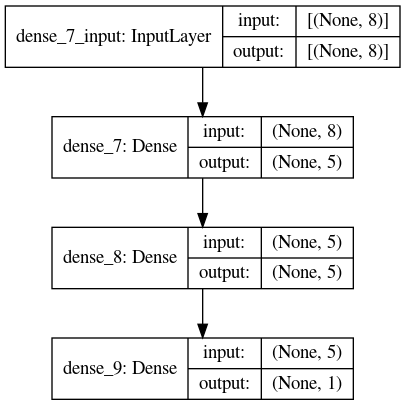 dense_7_input: InputLayer
input: [(None, 8)]
output: [(None, 8)]
dense_7: Dense
input: (None, 8)
output: (None, 5)
dense_8: Dense
input: (None, 5)
output: (None, 5)
dense_9: Dense
input: (None, 5)
output: (None, 1)